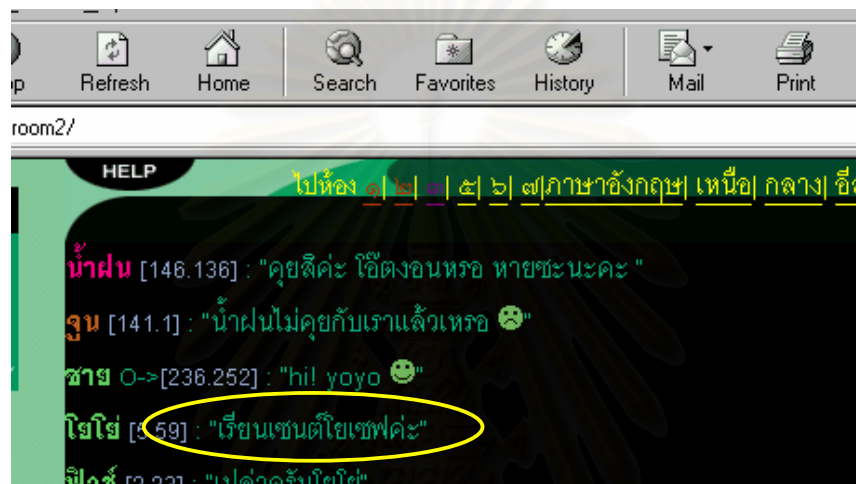 Refresh Home Search Favorites History Mail Print
room2/
HELP
ไปห้อง ๑| ๒| ๓| ๕| ๖| ๗|ภาษาอังกฤษ| เหนือ| กลาง|
น้ำฝน [146.136] : "คุยสิค่ะ โอ๊ตงอนหรอ หายซะนะคะ "
จูน [141.1] : "น้ำฝนไม่คุยกับเราแล้วเหรอ ☹"
ชาย O->[236.252] : "hi! yoyo ☺"
โยโย่ [5.59] : "เรียนเซนต์โยเซฟค่ะ"